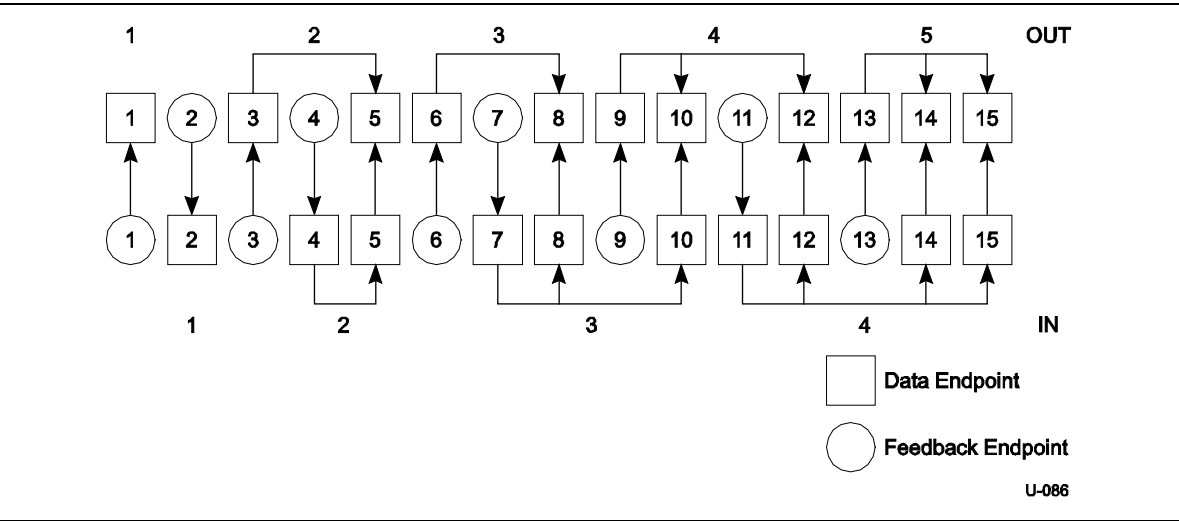 1 2 3 4 5 OUT
1 2 3 4 5 6 7 8 9 10 11 12 13 14 15
1 2 3 4 5 6 7 8 9 10 11 12 13 14 15
1 2 3 4 IN
Data Endpoint
Feedback Endpoint
U-086